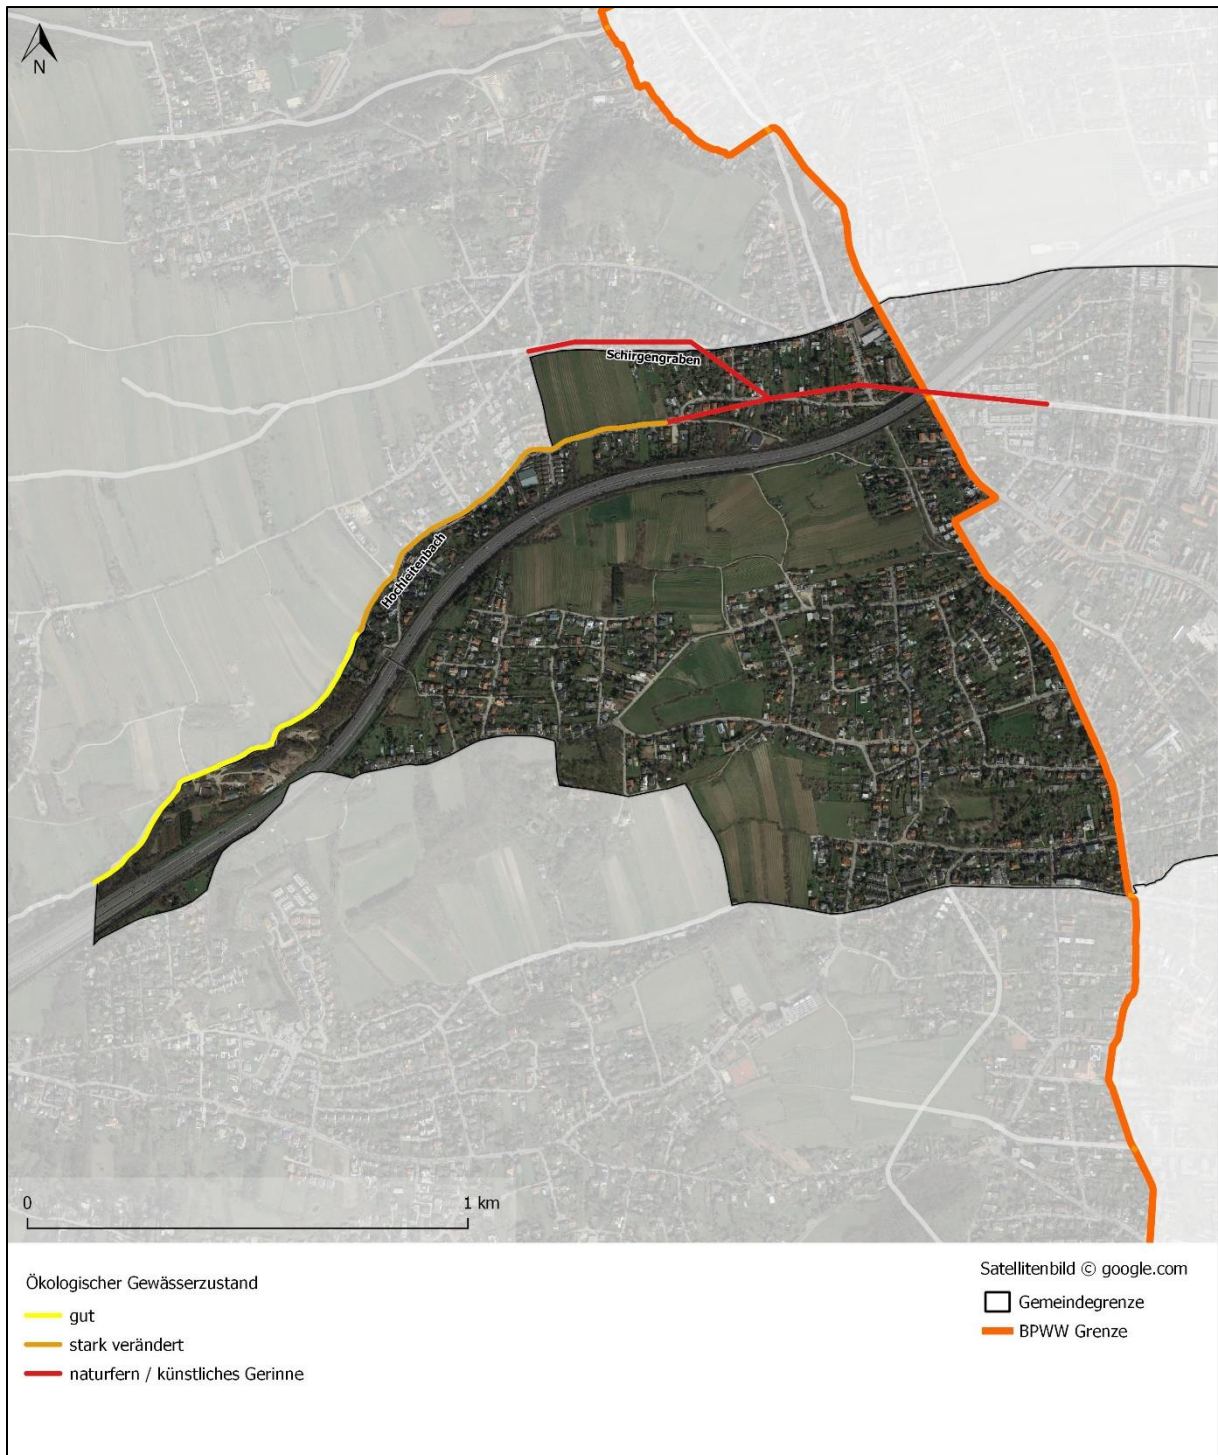 N
Schirgengraben
Hochleitenbach
0 1 km
Ökologischer Gewässerzustand
gut
stark verändert
naturfern / künstliches Gerinne
Satellitenbild © google.com
Gemeindegrenze
BPWW Grenze